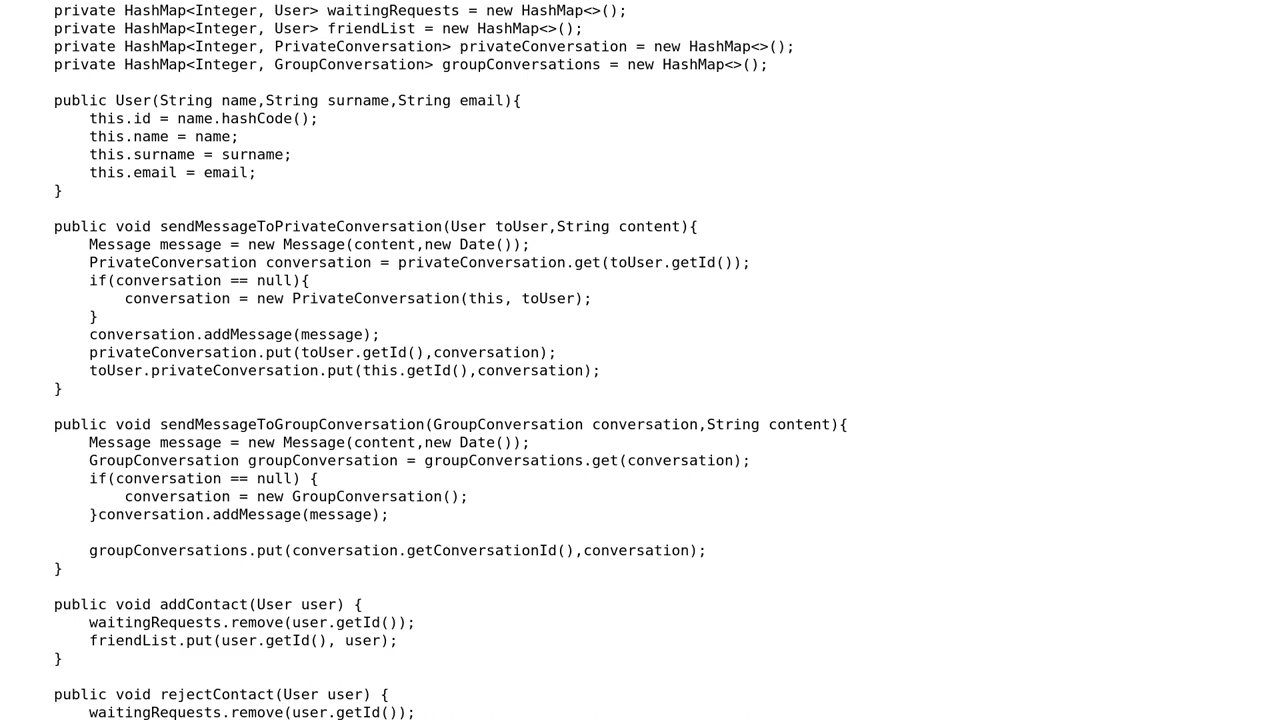 private HashMap<Integer, User> waitingRequests = new HashMap<>();
private HashMap<Integer, User> friendList = new HashMap<>();
private HashMap<Integer, PrivateConversation> privateConversation = new HashMap<>();
private HashMap<Integer, GroupConversation> groupConversations = new HashMap<>();

public User(String name,String surname,String email){
    this.id = name.hashCode();
    this.name = name;
    this.surname = surname;
    this.email = email;
}

public void sendMessageToPrivateConversation(User toUser,String content){
    Message message = new Message(content,new Date());
    PrivateConversation conversation = privateConversation.get(toUser.getId());
    if(conversation == null){
        conversation = new PrivateConversation(this, toUser);
    }
    conversation.addMessage(message);
    privateConversation.put(toUser.getId(),conversation);
    toUser.privateConversation.put(this.getId(),conversation);
}

public void sendMessageToGroupConversation(GroupConversation conversation,String content){
    Message message = new Message(content,new Date());
    GroupConversation groupConversation = groupConversations.get(conversation);
    if(conversation == null) {
        conversation = new GroupConversation();
    }conversation.addMessage(message);

    groupConversations.put(conversation.getConversationId(),conversation);
}

public void addContact(User user) {
    waitingRequests.remove(user.getId());
    friendList.put(user.getId(), user);
}

public void rejectContact(User user) {
    waitingRequests.remove(user.getId());